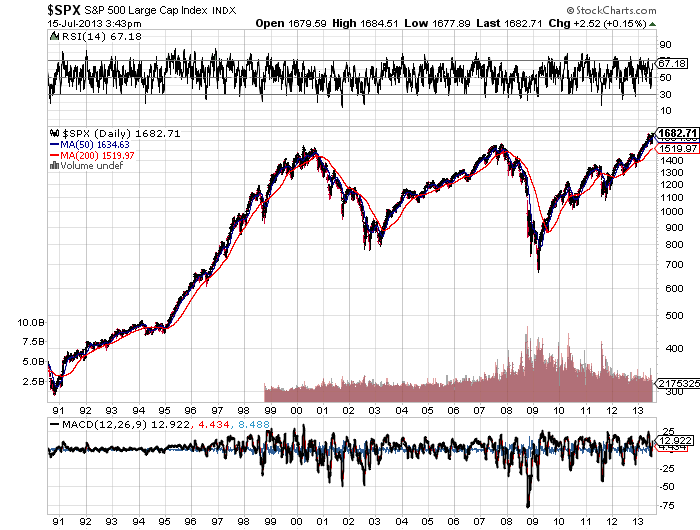 $SPX S&P 500 Large Cap Index INDX © StockCharts.com
15-Jul-2013 3:43pm Open 1679.59 High 1684.51 Low 1677.89 Last 1682.71 Chg +2.52 (+0.15%)
RSI(14) 67.18
90
67.18
50
30
10
$SPX (Daily) 1682.71
MA(50) 1634.63
MA(200) 1519.97
Volume undef
1682.71
1519.97
1400
1300
1200
1100
1000
900
800
700
600
500
400
300
10.0B
7.5B
5.0B
2.5B
2175325
91 92 93 94 95 96 97 98 99 00 01 02 03 04 05 06 07 08 09 10 11 12 13
MACD(12,26,9) 12.922, 4.434, 8.488
25
12.922
4.434
-25
-50
-75
91 92 93 94 95 96 97 98 99 00 01 02 03 04 05 06 07 08 09 10 11 12 13